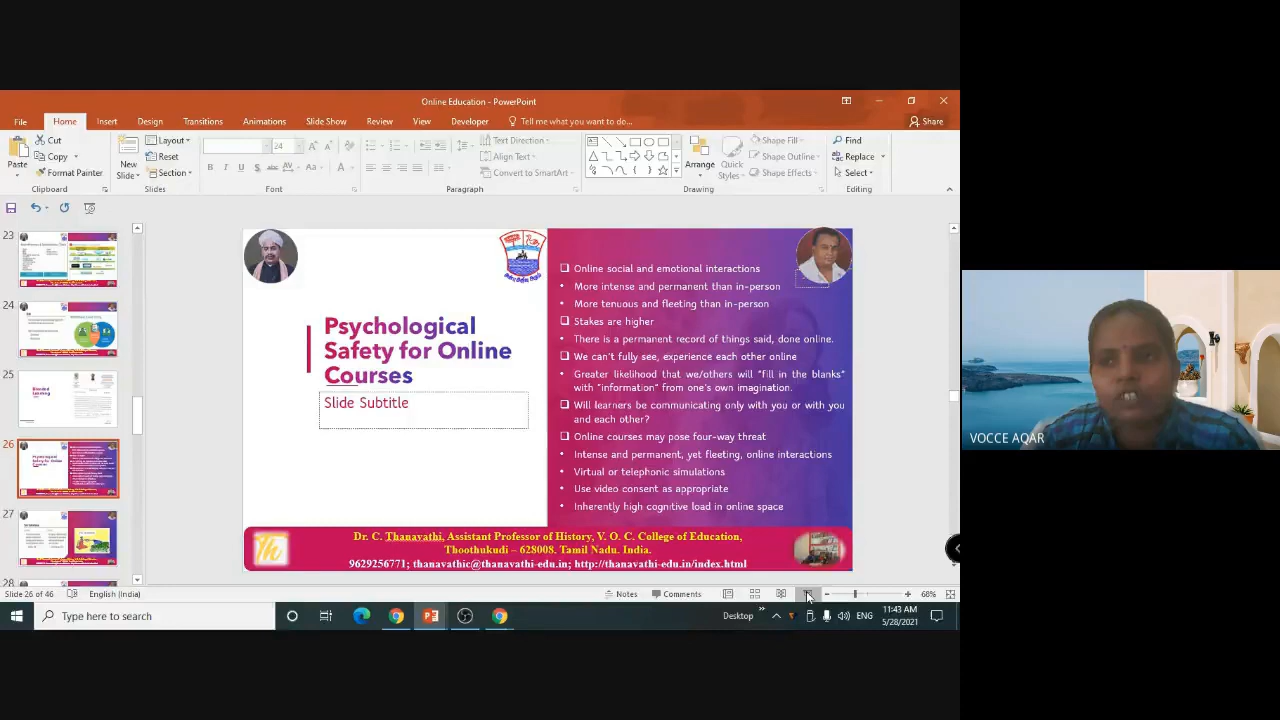 Online Education - PowerPoint
File Home Insert Design Transitions Animations Slide Show Review View Developer Tell me what you want to do... Share
Paste
Cut
Copy
Format Painter
Clipboard
New Slide
Layout
Reset
Section
Slides
24
Font
Text Direction
Align Text
Convert to SmartArt
Paragraph
Arrange
Quick Styles
Shape Fill
Shape Outline
Shape Effects
Drawing
Find
Replace
Select
Editing
23
24
25
26
27
28
Psychological
Safety for Online
Courses
Slide Subtitle
Online social and emotional interactions
More intense and permanent than in-person
More tenuous and fleeting than in-person
Stakes are higher
There is a permanent record of things said, done online.
We can't fully see, experience each other online
Greater likelihood that we/others will "fill in the blanks"
with "information" from one's own imagination.
Will learners be communicating only with you or with you
and each other?
Online courses may pose four-way threat
Intense and permanent, yet fleeting, online interactions
Virtual or telephonic simulations
Use video consent as appropriate
Inherently high cognitive load in online space
Th
Dr. C. Thanavathi, Assistant Professor of History, V. O. C. College of Education,
Thoothukudi – 628008. Tamil Nadu. India.
9629256771; thanavathic@thanavathi-edu.in; http://thanavathi-edu.in/index.html
VOCCE AQAR
Slide 26 of 46 English (India) Notes Comments 68%
Type here to search
Desktop ENG
11:43 AM
5/28/2021